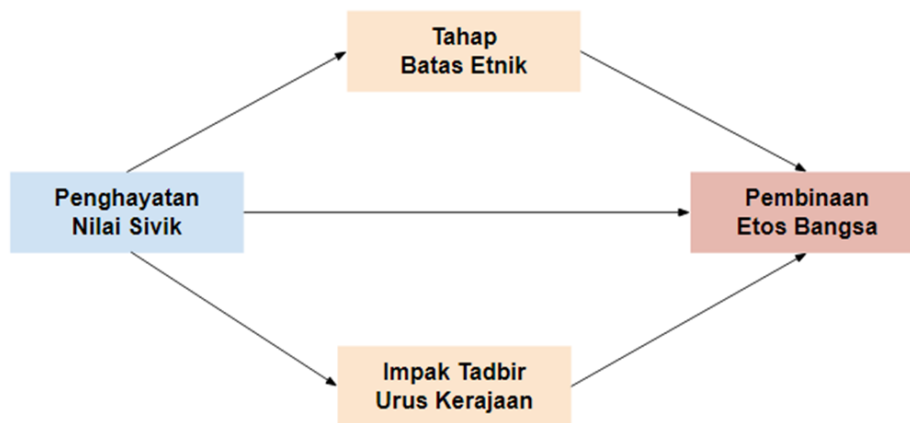 Tahap
Batas Etnik
Penghayatan
Nilai Sivik
Pembinaan
Etos Bangsa
Impak Tadbir
Urus Kerajaan